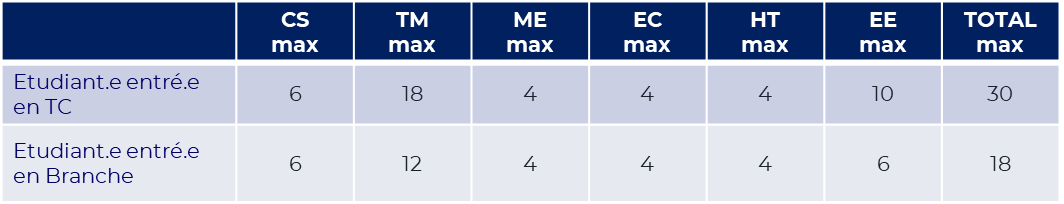 CS max TM max ME max EC max HT max EE max TOTAL max
Etudiant.e entré.e en TC 6 18 4 4 4 10 30
Etudiant.e entré.e en Branche 6 12 4 4 4 6 18